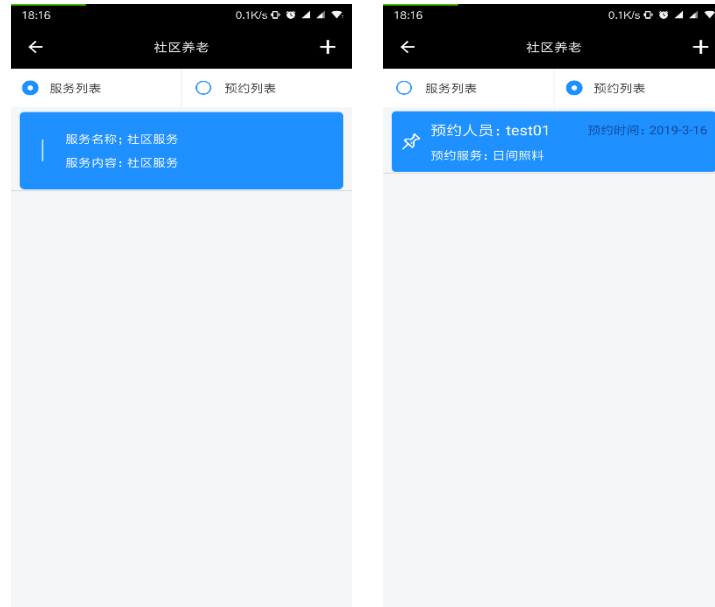 18:16
0.1K/s
社区养老
服务列表
预约列表
服务名称；社区服务
服务内容：社区服务
18:16
0.1K/s
社区养老
服务列表
预约列表
预约人员：test01
预约时间：2019-3-16
预约服务：日间照料